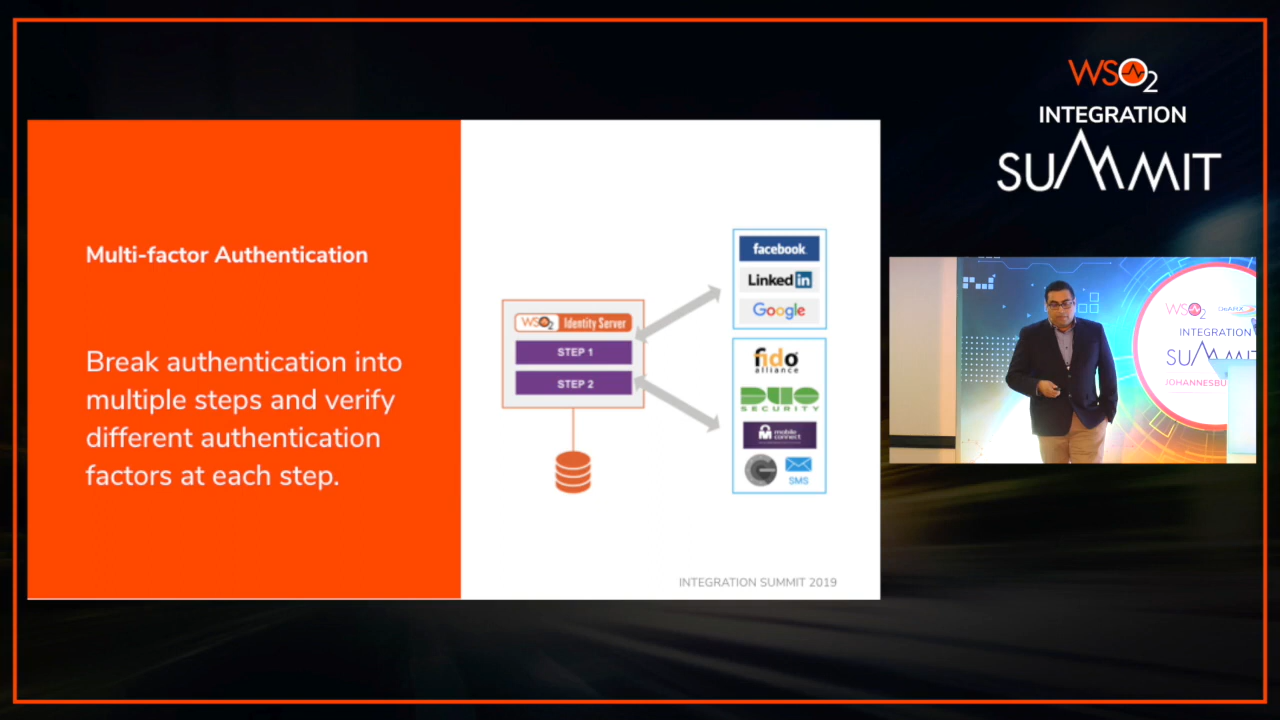 WSO2
INTEGRATION
SUMMIT
Multi-factor Authentication
Break authentication into
multiple steps and verify
different authentication
factors at each step.
WSO2 Identity Server
STEP 1
STEP 2
facebook
Linked in
Google
fido
alliance
DUO
SECURITY
mobile
connect
SMS
INTEGRATION SUMMIT 2019
WSO2
INTEGRATION
SUMMIT
JOHANNESBU